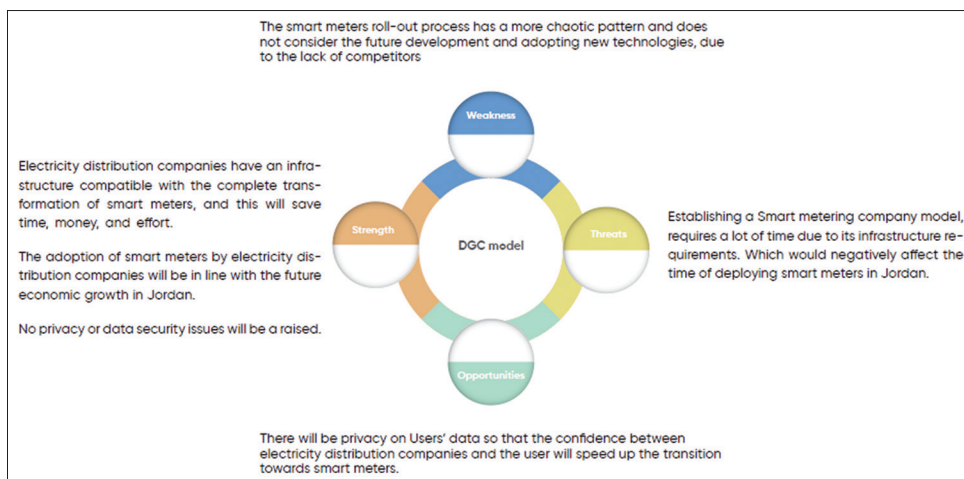 The smart meters roll-out process has a more chaotic pattern and does
not consider the future development and adopting new technologies, due
to the lack of competitors
Weakness
Electricity distribution companies have an infra-
structure compatible with the complete trans-
formation of smart meters, and this will save
time, money, and effort.
The adoption of smart meters by electricity dis-
tribution companies will be in line with the future
economic growth in Jordan.
No privacy or data security issues will be a raised.
Strength
DGC model
Threats
Establishing a Smart metering company model,
requires a lot of time due to its infrastructure re-
quirements. Which would negatively affect the
time of deploying smart meters in Jordan.
Opportunities
There will be privacy on Users' data so that the confidence between
electricity distribution companies and the user will speed up the transition
towards smart meters.